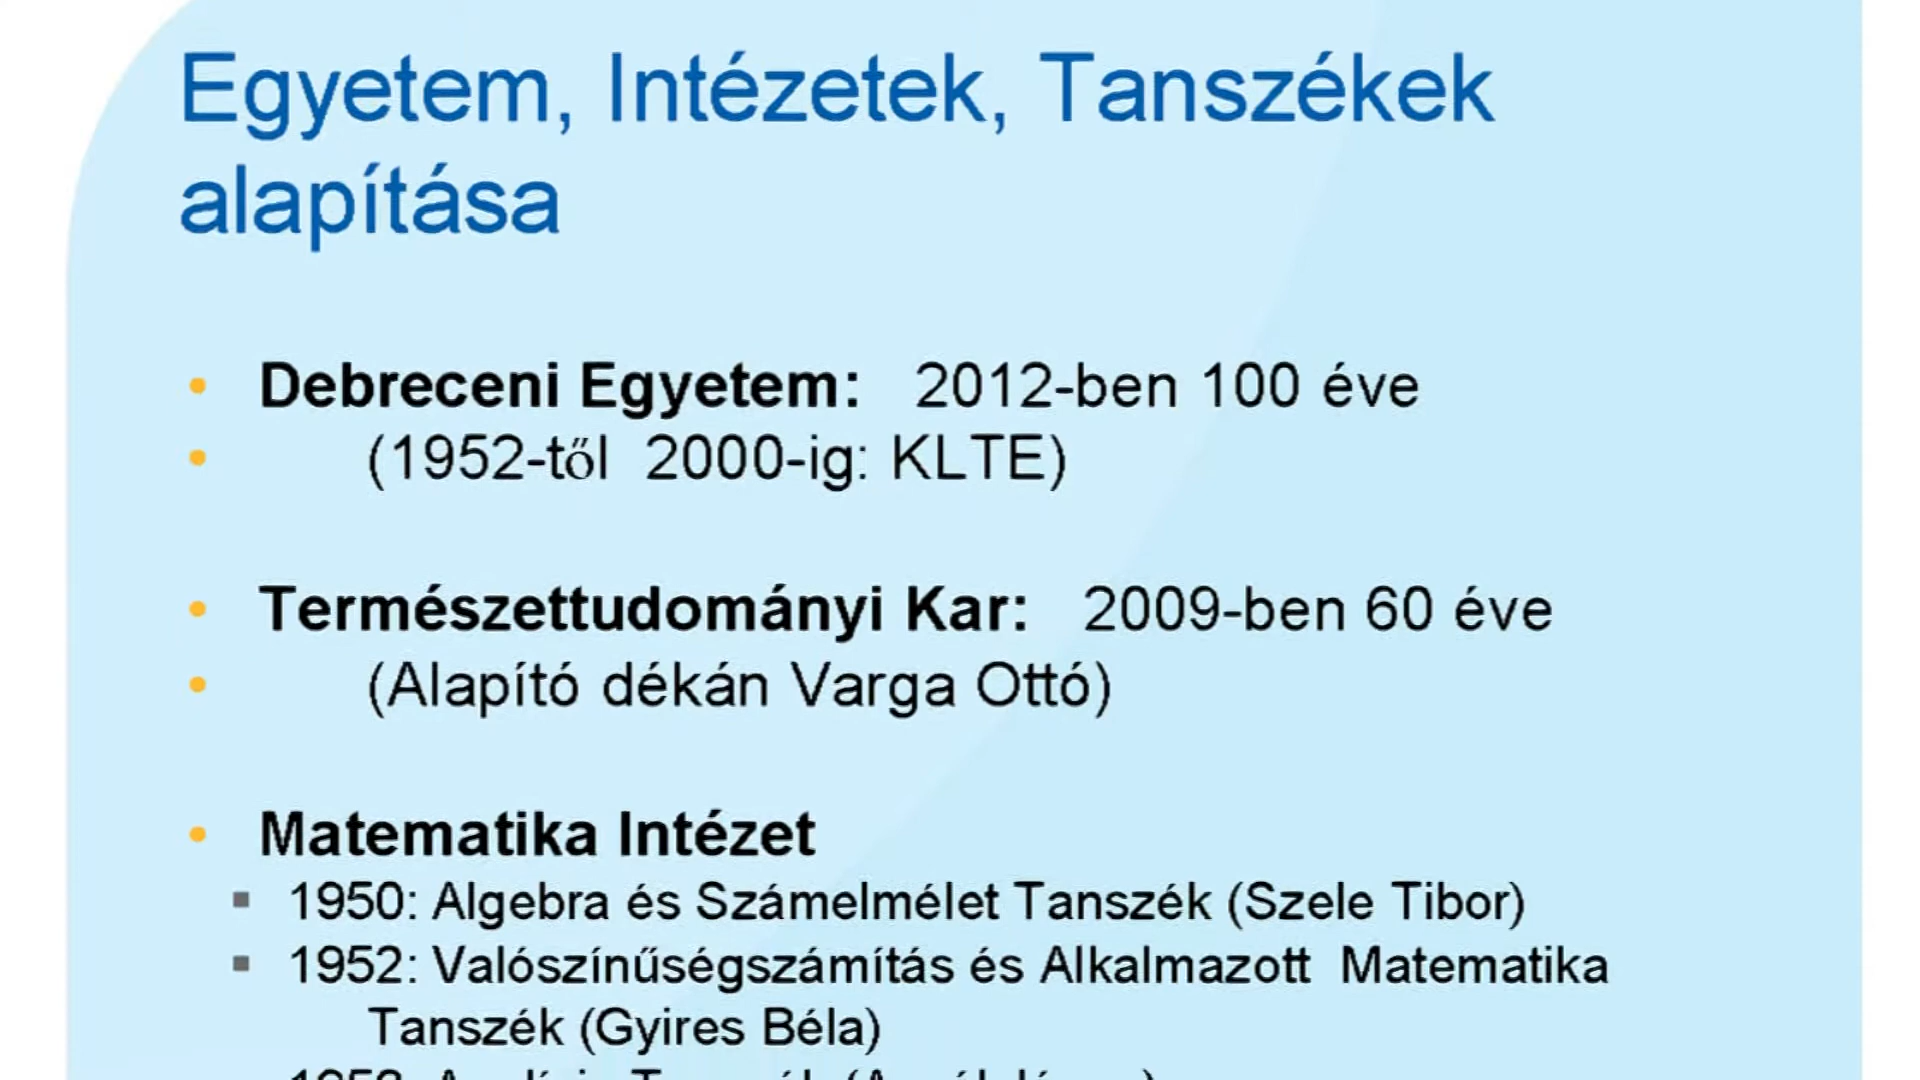 Egyetem, Intézetek, Tanszékek
alapítása
• Debreceni Egyetem: 2012-ben 100 éve
• (1952-től 2000-ig: KLTE)
• Természettudományi Kar: 2009-ben 60 éve
• (Alapító dékán Varga Ottó)
• Matematika Intézet
▪ 1950: Algebra és Számelmélet Tanszék (Szele Tibor)
▪ 1952: Valószínűségszámítás és Alkalmazott Matematika
Tanszék (Gyires Béla)